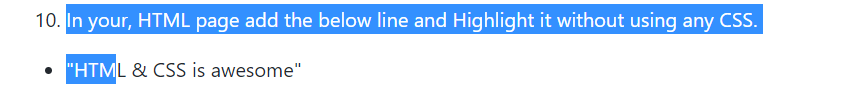 10. In your, HTML page add the below line and Highlight it without using any CSS.
• "HTML & CSS is awesome"